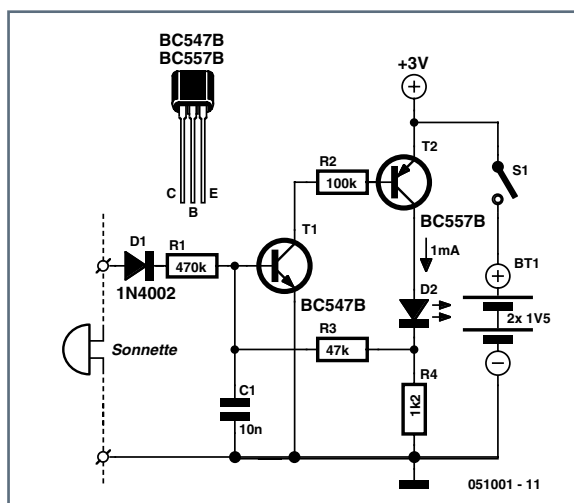 BC547B
BC557B
+3V
T2
R2
100k
S1
C
B
E
T1
BC557B
D1
R1
470k
1N4002
BC547B
1mA
D2
BT1
2x 1V5
R3
47k
Sonnette
R4
1k2
C1
10n
051001 - 11